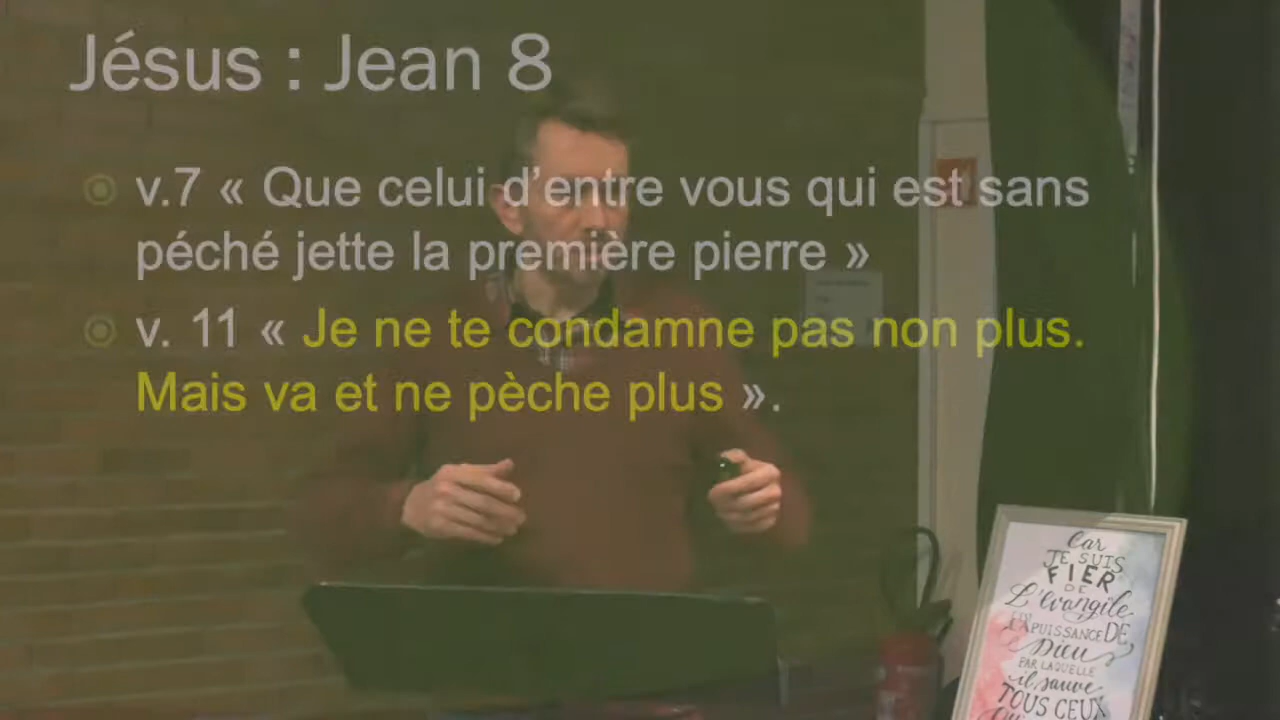 Jésus : Jean 8
v.7 « Que celui d'entre vous qui est sans
péché jette la première pierre »
v. 11 « Je ne te condamne pas non plus.
Mais va et ne pèche plus ».
Car
JE SUIS
FIER
DE
L'évangile
PUISSANCE DE
Dieu
PAR LAQUELLE
il sauve
TOUS CEUX